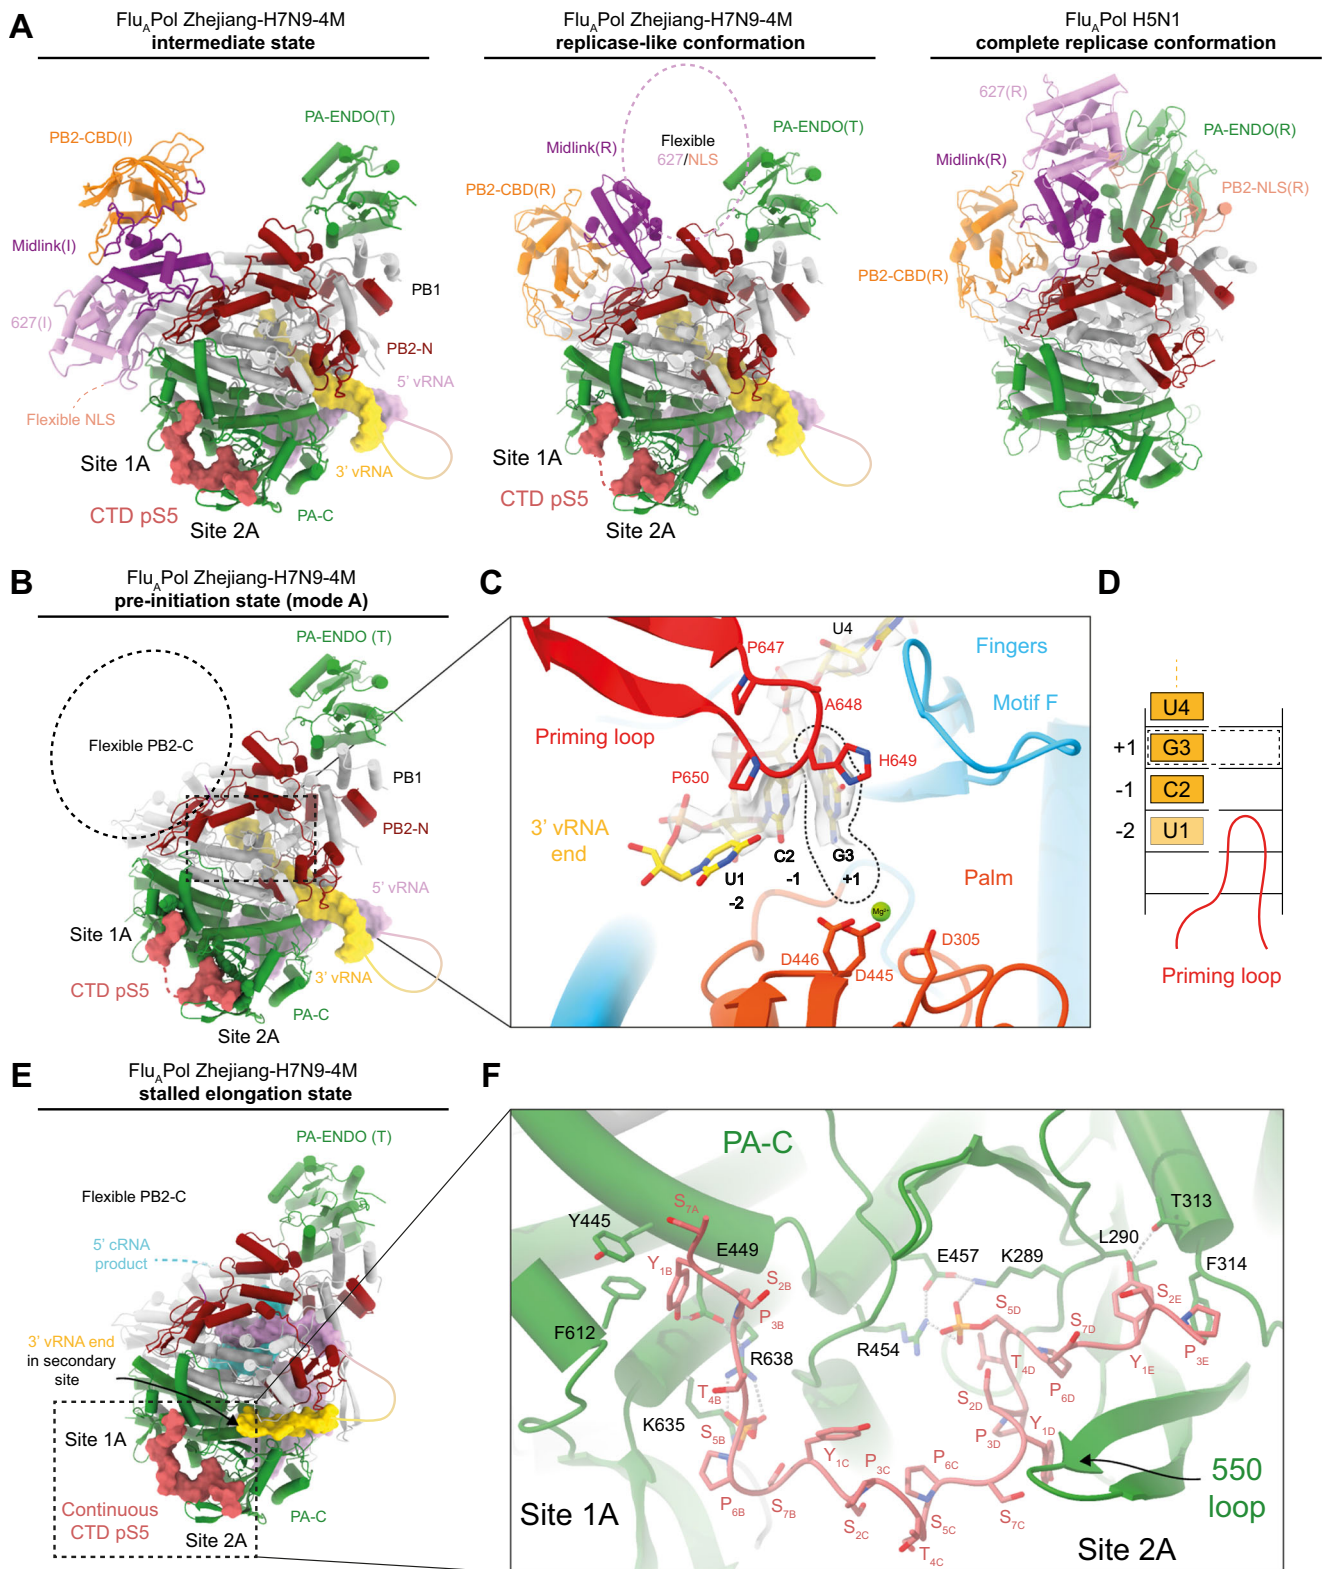 A
Flu_APol Zhejiang-H7N9-4M
intermediate state
PB2-CBD(I)
PA-ENDO(T)
Midlink(I)
PB1
627(I)
PB2-N
5' vRNA
Flexible NLS
Site 1A
3' vRNA
CTD pS5
PA-C
Site 2A
Flu_APol Zhejiang-H7N9-4M
replicase-like conformation
Midlink(R)
Flexible
627/NLS
PA-ENDO(T)
PB2-CBD(R)
Site 1A
CTD pS5
Site 2A
Flu_APol H5N1
complete replicase conformation
627(R)
PA-ENDO(R)
Midlink(R)
PB2-NLS(R)
PB2-CBD(R)
B
Flu_APol Zhejiang-H7N9-4M
pre-initiation state (mode A)
PA-ENDO (T)
Flexible PB2-C
PB1
PB2-N
5' vRNA
Site 1A
3' vRNA
CTD pS5
PA-C
Site 2A
C
U4
P647
Fingers
A648
Motif F
Priming loop
H649
P650
3' vRNA
end
C2
-1
G3
+1
U1
-2
Palm
Mg2+
D446
D445
D305
D
U4
+1
G3
-1
C2
-2
U1
Priming loop
E
Flu_APol Zhejiang-H7N9-4M
stalled elongation state
PA-ENDO (T)
Flexible PB2-C
5' cRNA
product
3' vRNA end
in secondary
site
Site 1A
Continuous
CTD pS5
PA-C
Site 2A
F
PA-C
S7A
Y445
E449
Y1B
S2B
P3B
F612
R638
T4B
K635
S5B
P6B
S7B
Y1C
P3C
S2C
T4C
S5C
P6C
S7C
E457
K289
L290
T313
F314
R454
S5D
S7D
T4D
P6D
S2D
P3D
Y1D
S2E
Y1E
P3E
550
loop
Site 1A
Site 2A